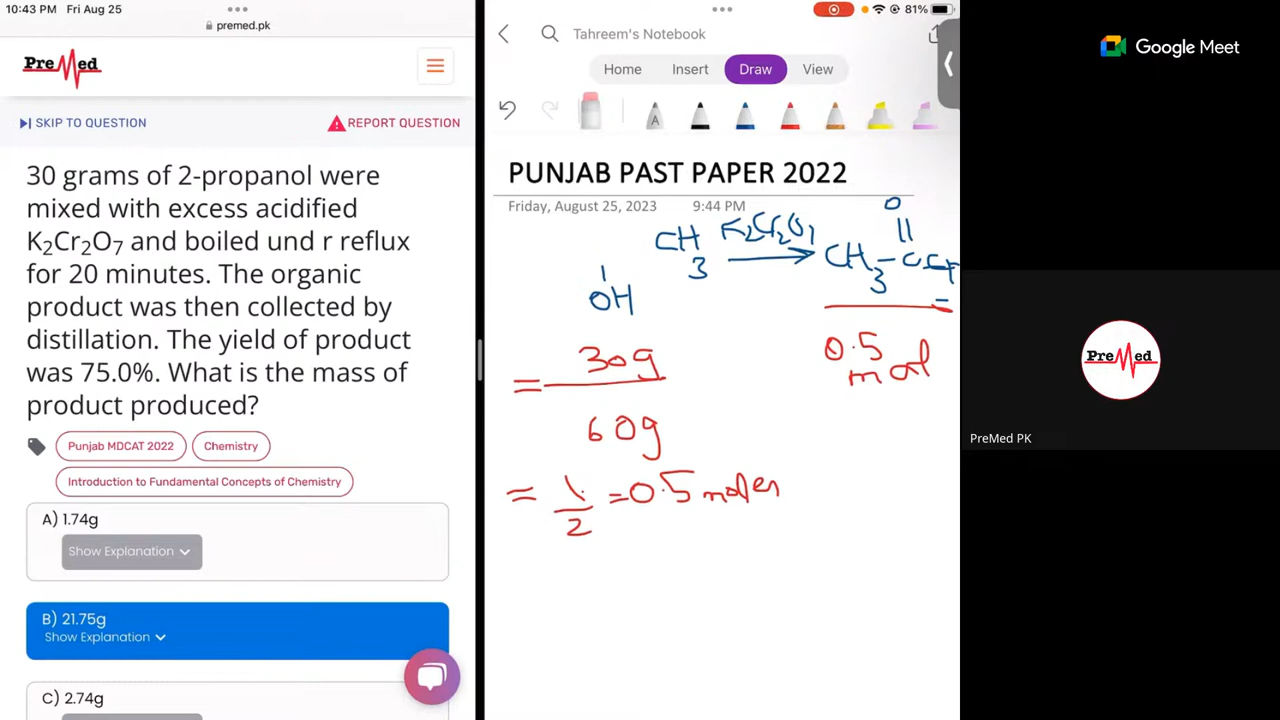 10:43 PM Fri Aug 25
premed.pk
PreMed
SKIP TO QUESTION
REPORT QUESTION
30 grams of 2-propanol were
mixed with excess acidified
K₂Cr₂O₇ and boiled und r reflux
for 20 minutes. The organic
product was then collected by
distillation. The yield of product
was 75.0%. What is the mass of
product produced?
Punjab MDCAT 2022
Chemistry
Introduction to Fundamental Concepts of Chemistry
A) 1.74g
Show Explanation
B) 21.75g
Show Explanation
C) 2.74g
81%
Tahreem's Notebook
Home Insert Draw View
A
PUNJAB PAST PAPER 2022
Friday, August 25, 2023 9:44 PM
CH₃ K₂Cr₂O₇ O
CH₃-C
OH
= 30g
60g
0.5
mol
= 1/2 = 0.5 moles
Google Meet
PreMed
PreMed PK